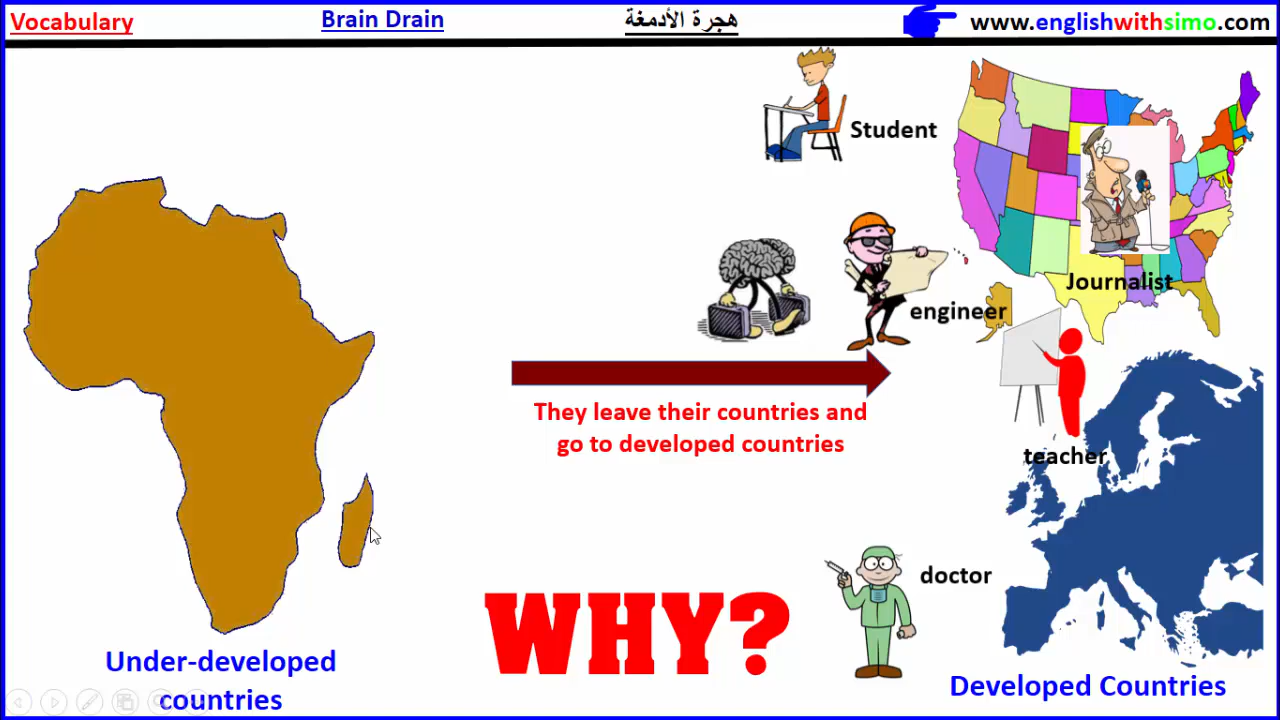 Vocabulary
Brain Drain
هجرة الأدمغة
www.englishwithsimo.com
Student
Journalist
engineer
They leave their countries and
go to developed countries
teacher
doctor
WHY?
Under-developed
countries
Developed Countries